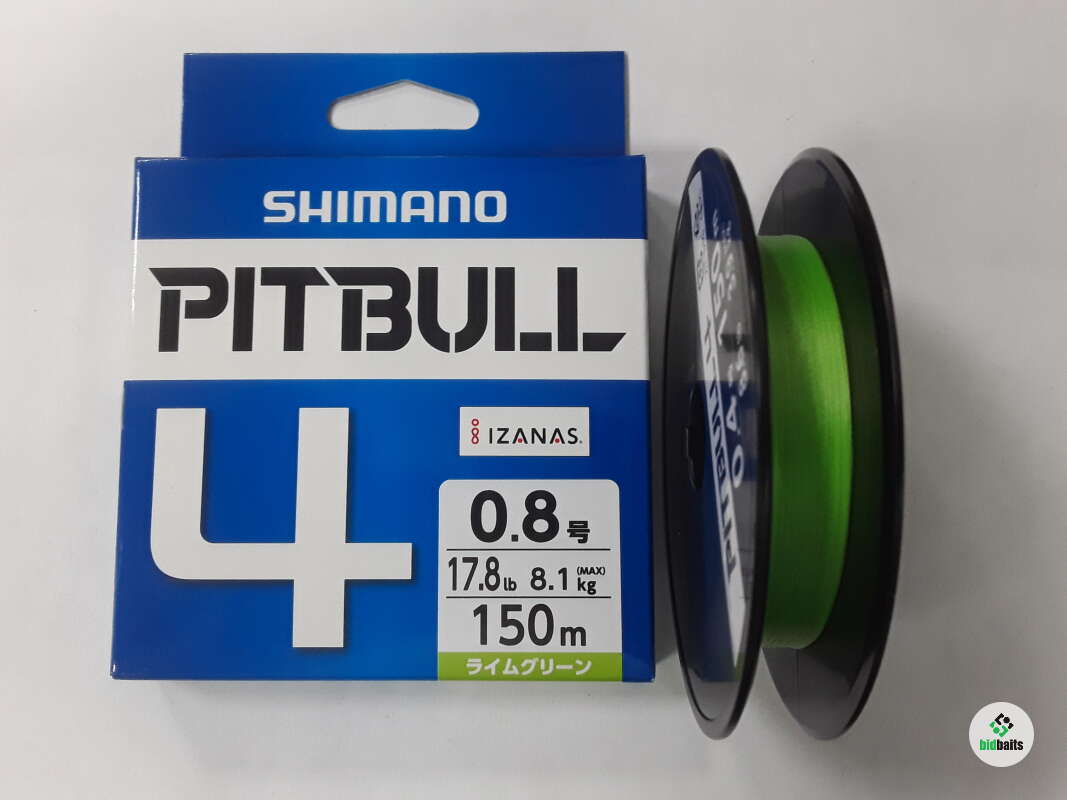 SHIMANO
PITBULL
4
IZANAS
0.8号
17.8lb 8.1kg (MAX)
150m
ライムグリーン
bidbaits